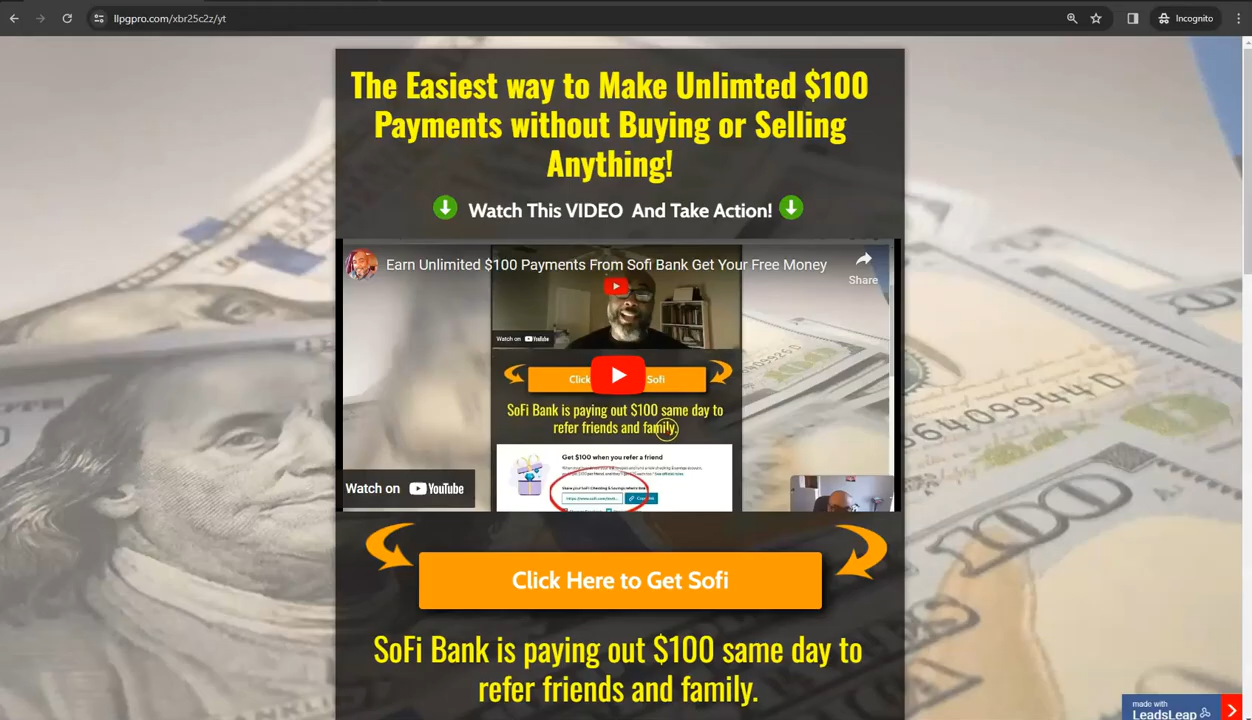 llpgpro.com/xbr25c2z/yt
Incognito
The Easiest way to Make Unlimted $100
Payments without Buying or Selling
Anything!
Watch This VIDEO And Take Action!
Earn Unlimited $100 Payments From Sofi Bank Get Your Free Money
Share
Watch on YouTube
Click
Sofi
SoFi Bank is paying out $100 same day to
refer friends and family.
Get $100 when you refer a friend
Watch on YouTube
Click Here to Get Sofi
SoFi Bank is paying out $100 same day to
refer friends and family.
made with
LeadsLeap